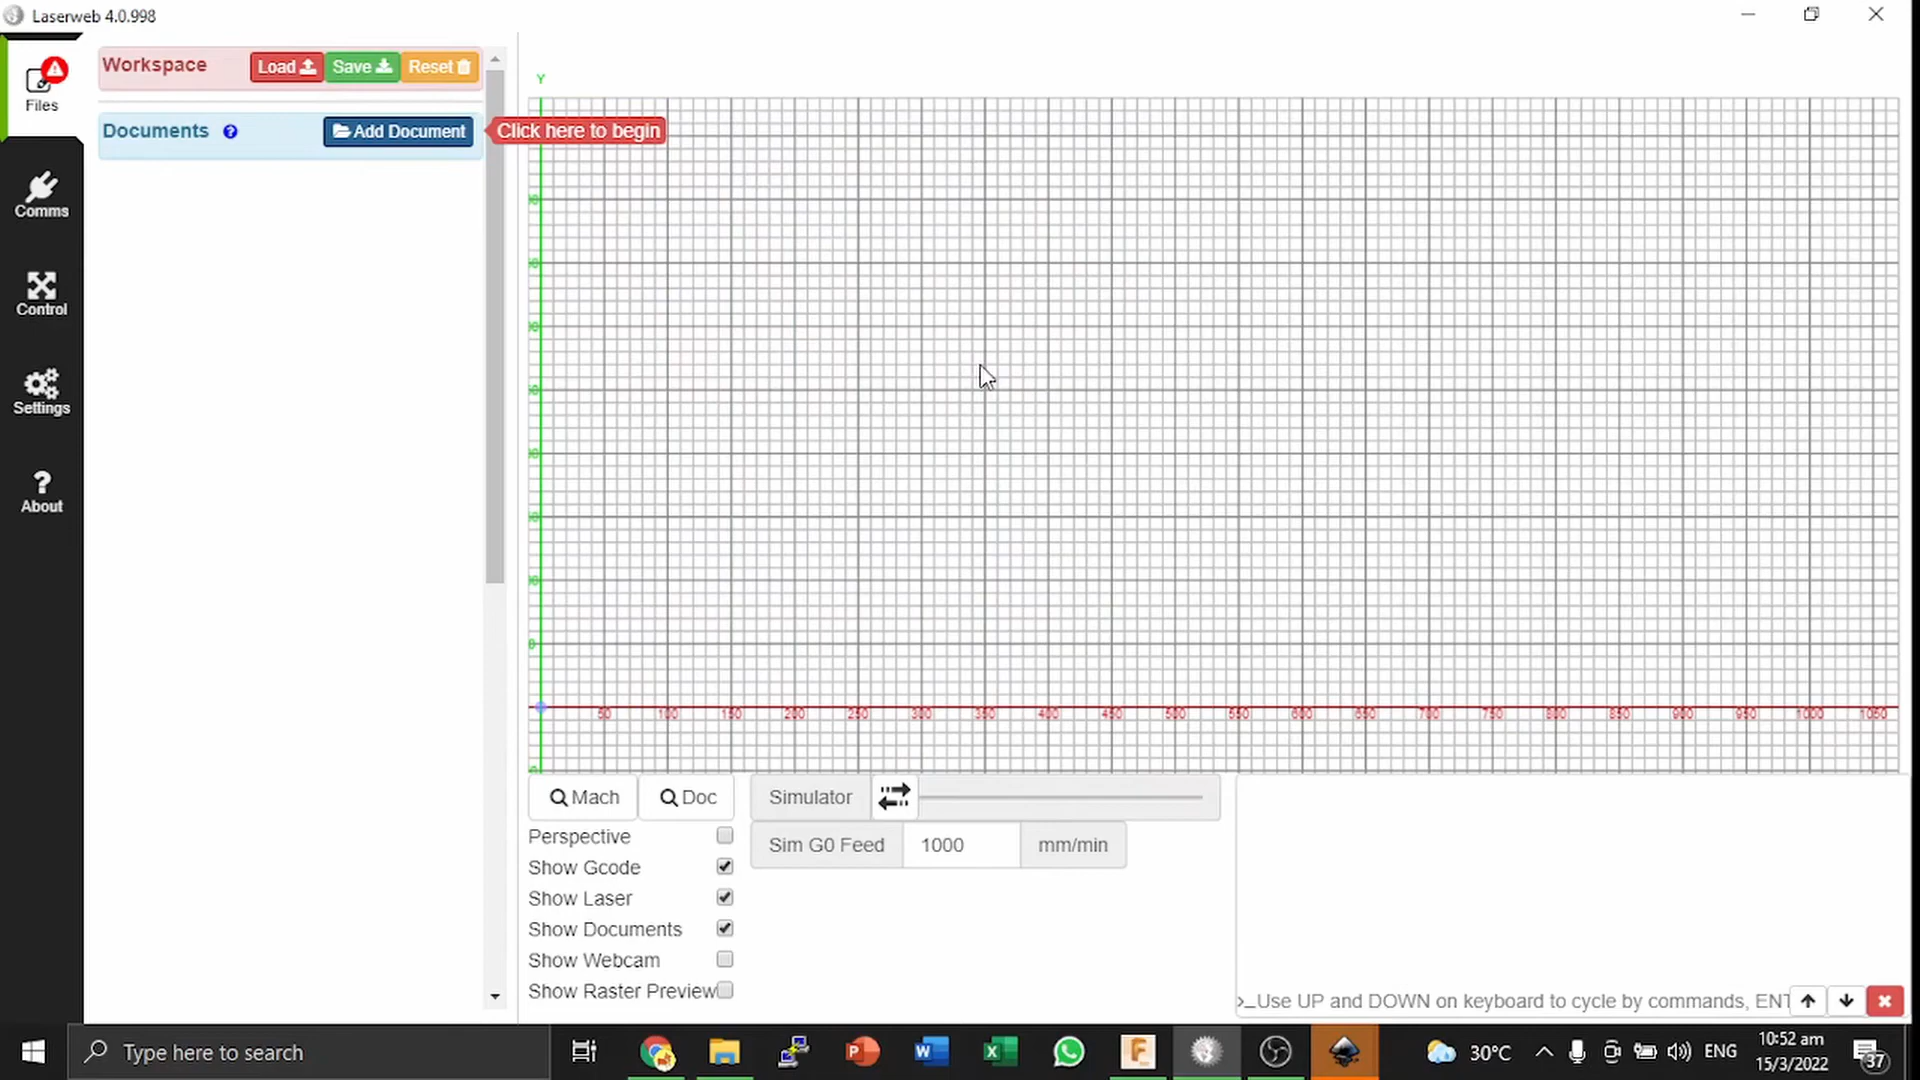 Laserweb 4.0.998
Files
Comms
Control
Settings
About
Workspace
Load
Save
Reset
Documents
Add Document
Click here to begin
Y
50 100 150 200 250 300 350 400 450 500 550 600 650 700 750 800 850 900 950 1000 1050
Mach
Doc
Simulator
Perspective
Show Gcode
Show Laser
Show Documents
Show Webcam
Show Raster Preview
Sim G0 Feed 1000 mm/min
>_Use UP and DOWN on keyboard to cycle by commands, ENT
Type here to search
30°C
ENG
10:52 am
15/3/2022
37